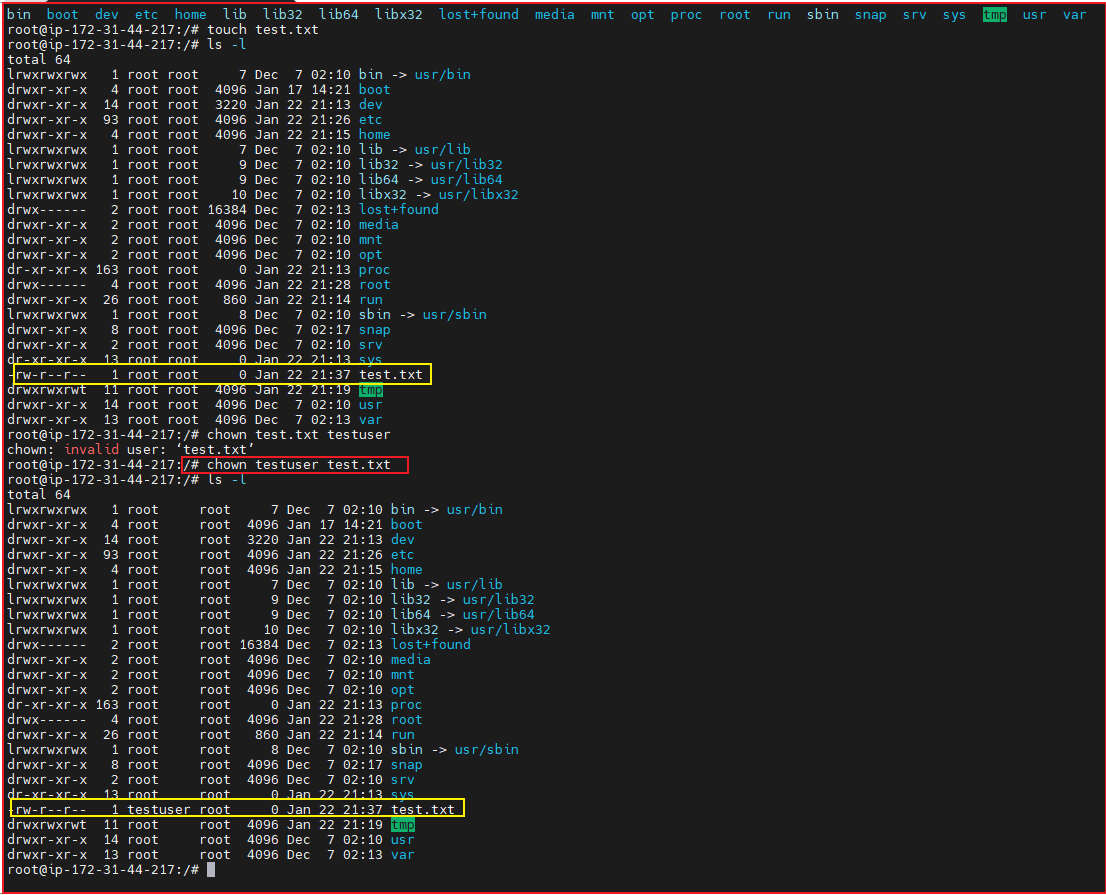 bin  boot  dev  etc  home  lib  lib32  lib64  libx32  lost+found  media  mnt  opt  proc  root  run  sbin  snap  srv  sys  tmp  usr  var
root@ip-172-31-44-217:/# touch test.txt
root@ip-172-31-44-217:/# ls -l
total 64
lrwxrwxrwx   1 root root     7 Dec  7 02:10 bin -> usr/bin
drwxr-xr-x   4 root root  4096 Jan 17 14:21 boot
drwxr-xr-x  14 root root  3220 Jan 22 21:13 dev
drwxr-xr-x  93 root root  4096 Jan 22 21:26 etc
drwxr-xr-x   4 root root  4096 Jan 22 21:15 home
lrwxrwxrwx   1 root root     7 Dec  7 02:10 lib -> usr/lib
lrwxrwxrwx   1 root root     9 Dec  7 02:10 lib32 -> usr/lib32
lrwxrwxrwx   1 root root     9 Dec  7 02:10 lib64 -> usr/lib64
lrwxrwxrwx   1 root root    10 Dec  7 02:10 libx32 -> usr/libx32
drwx------   2 root root 16384 Dec  7 02:13 lost+found
drwxr-xr-x   2 root root  4096 Dec  7 02:10 media
drwxr-xr-x   2 root root  4096 Dec  7 02:10 mnt
drwxr-xr-x   2 root root  4096 Dec  7 02:10 opt
dr-xr-xr-x 163 root root     0 Jan 22 21:13 proc
drwx------   4 root root  4096 Jan 22 21:28 root
drwxr-xr-x  26 root root   860 Jan 22 21:14 run
lrwxrwxrwx   1 root root     8 Dec  7 02:10 sbin -> usr/sbin
drwxr-xr-x   8 root root  4096 Dec  7 02:17 snap
drwxr-xr-x   2 root root  4096 Dec  7 02:10 srv
dr-xr-xr-x  13 root root     0 Jan 22 21:13 sys
-rw-r--r--   1 root root     0 Jan 22 21:37 test.txt
drwxrwxrwt  11 root root  4096 Jan 22 21:19 tmp
drwxr-xr-x  14 root root  4096 Dec  7 02:10 usr
drwxr-xr-x  13 root root  4096 Dec  7 02:13 var
root@ip-172-31-44-217:/# chown test.txt testuser
chown: invalid user: ‘test.txt’
root@ip-172-31-44-217:/# chown testuser test.txt
root@ip-172-31-44-217:/# ls -l
total 64
lrwxrwxrwx   1 root     root     7 Dec  7 02:10 bin -> usr/bin
drwxr-xr-x   4 root     root  4096 Jan 17 14:21 boot
drwxr-xr-x  14 root     root  3220 Jan 22 21:13 dev
drwxr-xr-x  93 root     root  4096 Jan 22 21:26 etc
drwxr-xr-x   4 root     root  4096 Jan 22 21:15 home
lrwxrwxrwx   1 root     root     7 Dec  7 02:10 lib -> usr/lib
lrwxrwxrwx   1 root     root     9 Dec  7 02:10 lib32 -> usr/lib32
lrwxrwxrwx   1 root     root     9 Dec  7 02:10 lib64 -> usr/lib64
lrwxrwxrwx   1 root     root    10 Dec  7 02:10 libx32 -> usr/libx32
drwx------   2 root     root 16384 Dec  7 02:13 lost+found
drwxr-xr-x   2 root     root  4096 Dec  7 02:10 media
drwxr-xr-x   2 root     root  4096 Dec  7 02:10 mnt
drwxr-xr-x   2 root     root  4096 Dec  7 02:10 opt
dr-xr-xr-x 163 root     root     0 Jan 22 21:13 proc
drwx------   4 root     root  4096 Jan 22 21:28 root
drwxr-xr-x  26 root     root   860 Jan 22 21:14 run
lrwxrwxrwx   1 root     root     8 Dec  7 02:10 sbin -> usr/sbin
drwxr-xr-x   8 root     root  4096 Dec  7 02:17 snap
drwxr-xr-x   2 root     root  4096 Dec  7 02:10 srv
dr-xr-xr-x  13 root     root     0 Jan 22 21:13 sys
-rw-r--r--   1 testuser root     0 Jan 22 21:37 test.txt
drwxrwxrwt  11 root     root  4096 Jan 22 21:19 tmp
drwxr-xr-x  14 root     root  4096 Dec  7 02:10 usr
drwxr-xr-x  13 root     root  4096 Dec  7 02:13 var
root@ip-172-31-44-217:/#